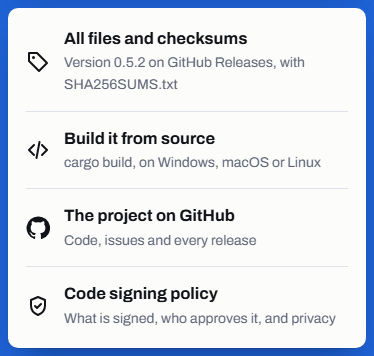 All files and checksums
Version 0.5.2 on GitHub Releases, with
SHA256SUMS.txt
Build it from source
cargo build, on Windows, macOS or Linux
The project on GitHub
Code, issues and every release
Code signing policy
What is signed, who approves it, and privacy